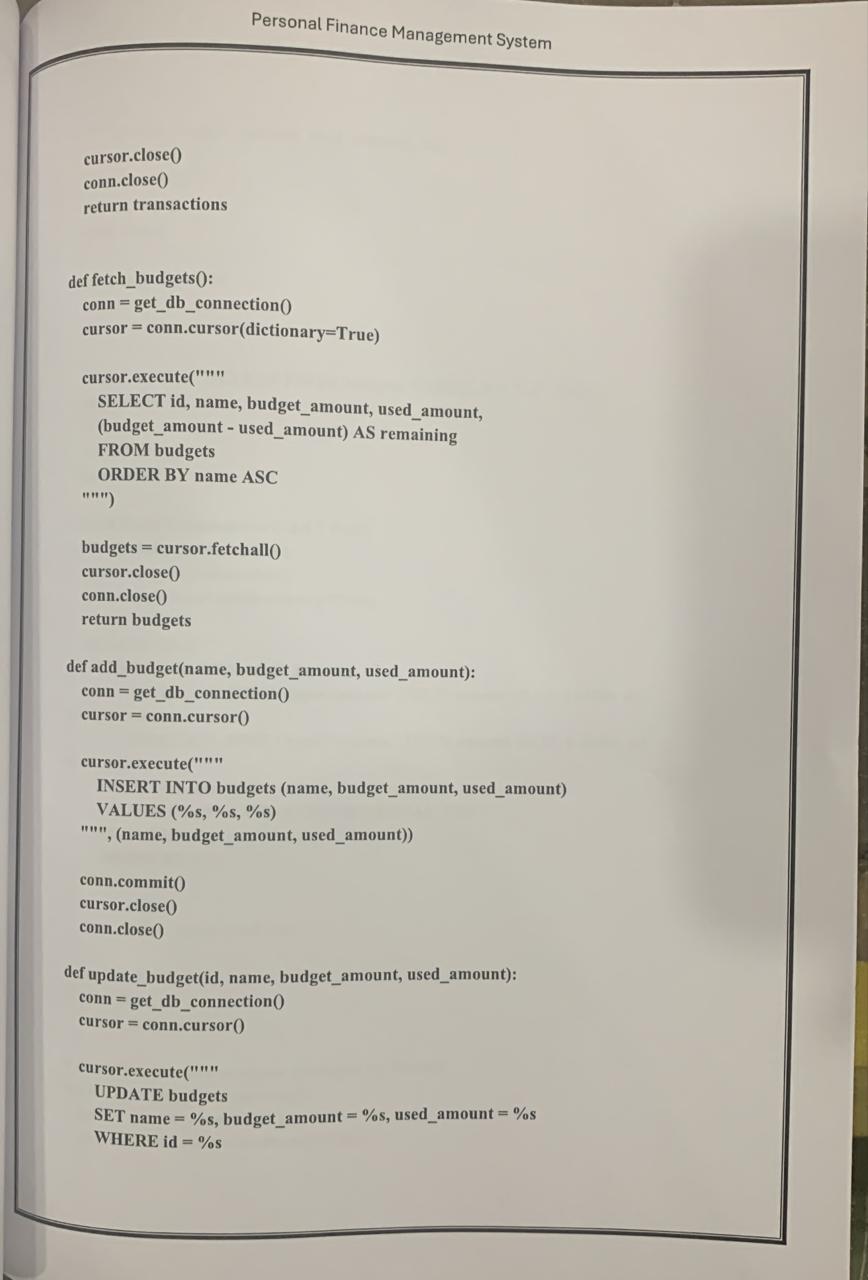 Personal Finance Management System
cursor.close()
conn.close()
return transactions
def fetch_budgets():
conn = get_db_connection()
cursor = conn.cursor(dictionary=True)
cursor.execute("""
SELECT id, name, budget_amount, used_amount,
(budget_amount - used_amount) AS remaining
FROM budgets
ORDER BY name ASC
""")
budgets = cursor.fetchall()
cursor.close()
conn.close()
return budgets
def add_budget(name, budget_amount, used_amount):
conn = get_db_connection()
cursor = conn.cursor()
cursor.execute("""
INSERT INTO budgets (name, budget_amount, used_amount)
VALUES (%s, %s, %s)
""", (name, budget_amount, used_amount))
conn.commit()
cursor.close()
conn.close()
def update_budget(id, name, budget_amount, used_amount):
conn = get_db_connection()
cursor = conn.cursor()
cursor.execute("""
UPDATE budgets
SET name = %s, budget_amount = %s, used_amount = %s
WHERE id = %s